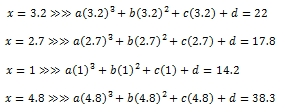 x = 3.2 >>> a(3.2)³ + b(3.2)² + c(3.2) + d = 22
x = 2.7 >>> a(2.7)³ + b(2.7)² + c(2.7) + d = 17.8
x = 1 >>> a(1)³ + b(1)² + c(1) + d = 14.2
x = 4.8 >>> a(4.8)³ + b(4.8)² + c(4.8) + d = 38.3